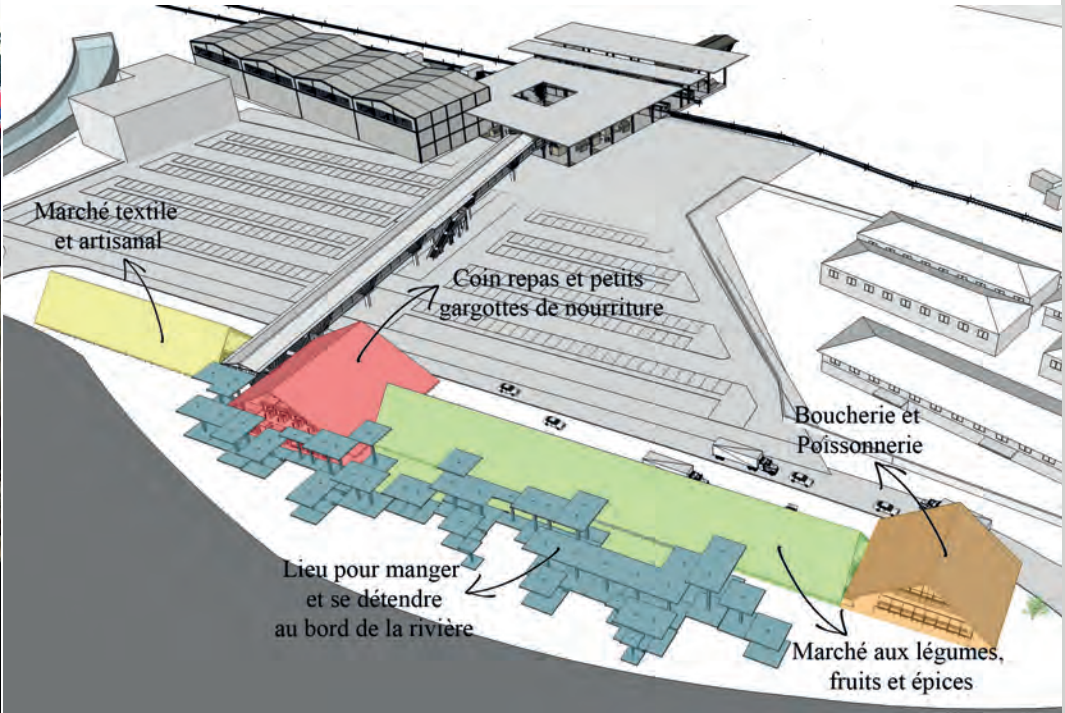 Marché textile
et artisanal
Coin repas et petits
gargottes de nourriture
Boucherie et
Poissonnerie
Lieu pour manger
et se détendre
au bord de la rivière
Marché aux légumes,
fruits et épices